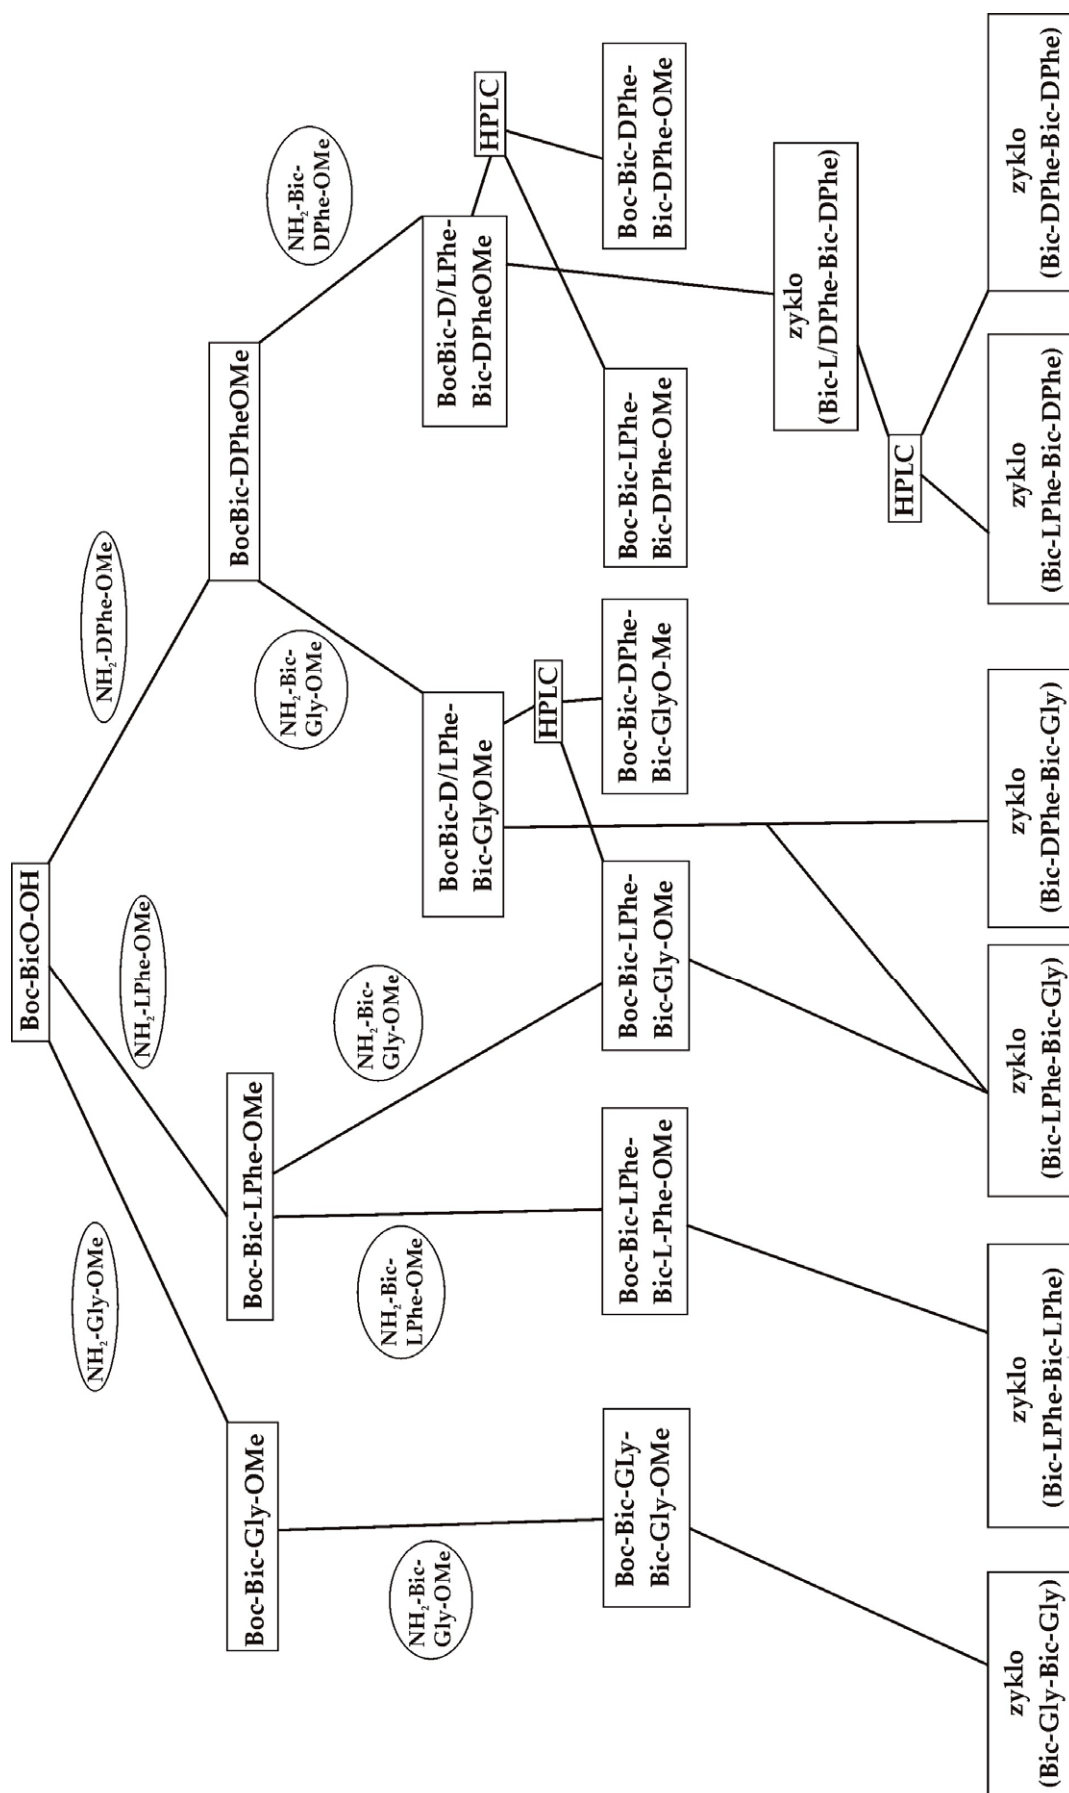 Boc-BicO-OH
NH₂-Gly-OMe
NH₂-LPhe-OMe
NH₂-DPhe-OMe
Boc-Bic-Gly-OMe
Boc-Bic-LPhe-OMe
BocBic-DPheOMe
NH₂-Bic-
Gly-OMe
NH₂-Bic-
LPhe-OMe
NH₂-Bic-
Gly-OMe
NH₂-Bic-
Gly-OMe
NH₂-Bic-
DPhe-OMe
BocBic-D/LPhe-
Bic-GlyOMe
BocBic-D/LPhe-
Bic-DPheOMe
HPLC
HPLC
Boc-Bic-GLy-
Bic-Gly-OMe
Boc-Bic-LPhe-
Bic-L-Phe-OMe
Boc-Bic-LPhe-
Bic-Gly-OMe
Boc-Bic-DPhe-
Bic-GlyO-Me
Boc-Bic-LPhe-
Bic-DPhe-OMe
Boc-Bic-DPhe-
Bic-DPhe-OMe
zyklo
(Bic-L/DPhe-Bic-DPhe)
HPLC
zyklo
(Bic-Gly-Bic-Gly)
zyklo
(Bic-LPhe-Bic-LPhe)
zyklo
(Bic-LPhe-Bic-Gly)
zyklo
(Bic-DPhe-Bic-Gly)
zyklo
(Bic-LPhe-Bic-DPhe)
zyklo
(Bic-DPhe-Bic-DPhe)